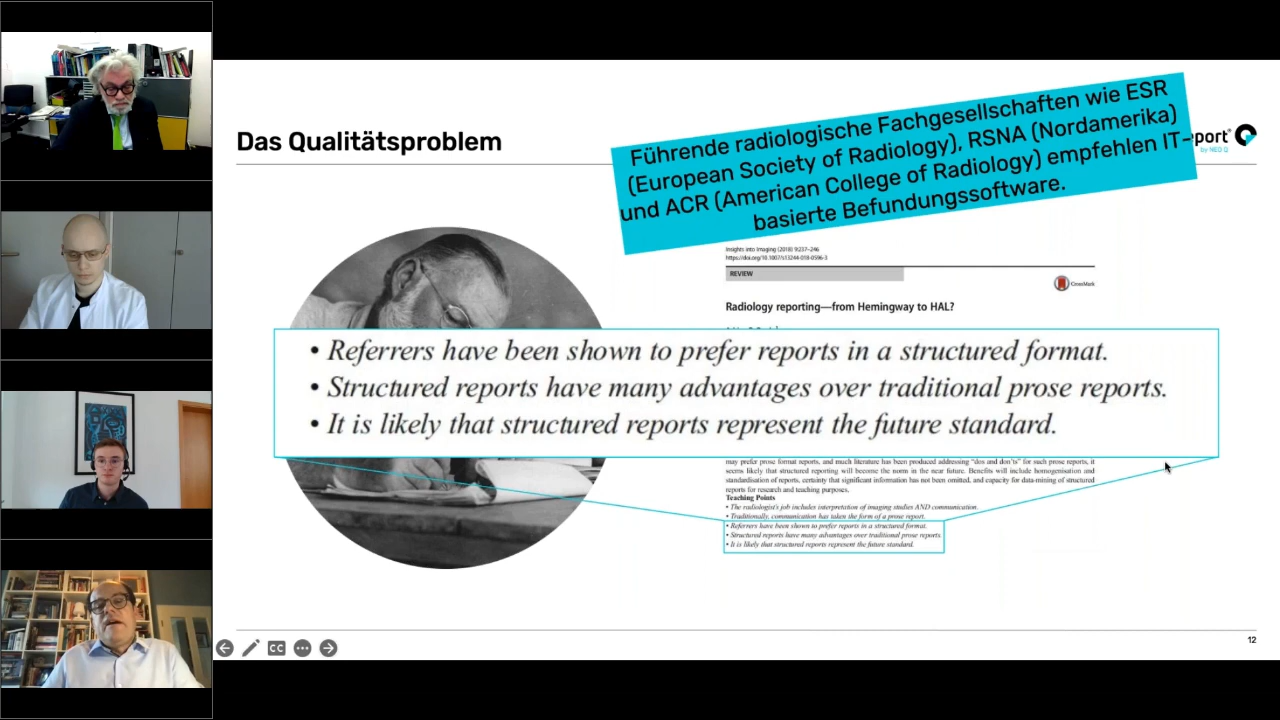 Das Qualitätsproblem
Führende radiologische Fachgesellschaften wie ESR
(European Society of Radiology), RSNA (Nordamerika)
und ACR (American College of Radiology) empfehlen IT-
basierte Befundungssoftware.
eport®
by MED Q
Insights into Imaging (2018) 9:237–246
https://doi.org/10.1007/s13244-018-0596-3
REVIEW
CrossMark
Radiology reporting—from Hemingway to HAL?
• Referrers have been shown to prefer reports in a structured format.
• Structured reports have many advantages over traditional prose reports.
• It is likely that structured reports represent the future standard.
may prefer prose format reports, and much literature has been produced addressing "dos and don'ts" for such prose reports, it
seems likely that structured reporting will become the norm in the near future. Benefits will include homogenisation and
standardisation of reports, certainty that significant information has not been omitted, and capacity for data-mining of structured
reports for research and teaching purposes.
Teaching Points
• The radiologist's job includes interpretation of imaging studies AND communication.
• Traditionally, communication has taken the form of a prose report.
• Referrers have been shown to prefer reports in a structured format.
• Structured reports have many advantages over traditional prose reports
• It is likely that structured reports represent the future standard.
12
CC